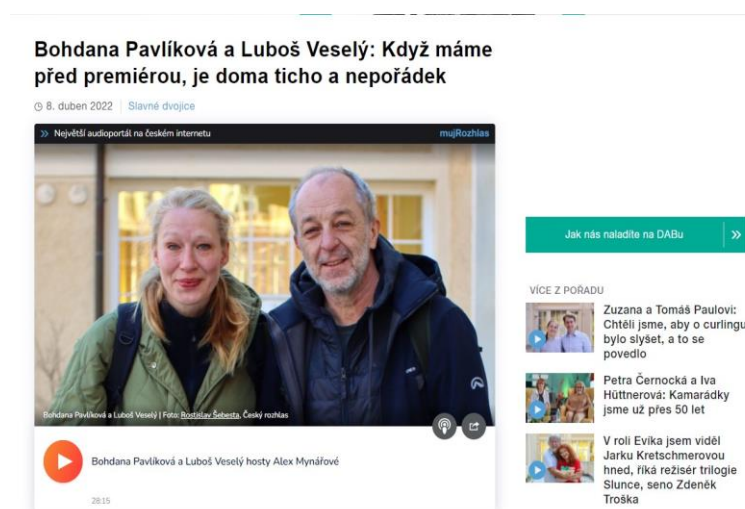 Bohdana Pavlíková a Luboš Veselý: Když máme
před premiérou, je doma ticho a nepořádek
8. duben 2022 Slavné dvojice
Největší audioportál na českém internetu mujRozhlas
Bohdana Pavlíková a Luboš Veselý | Foto: Rostislav Šebesta, Český rozhlas
Bohdana Pavlíková a Luboš Veselý hosty Alex Mynářové
28:15
Jak nás naladíte na DABu
VÍCE Z POŘADU
Zuzana a Tomáš Paulovi:
Chtěli jsme, aby o curlingu
bylo slyšet, a to se
povedlo
Petra Černocká a Iva
Hüttnerová: Kamarádky
jsme už přes 50 let
V roli Evíka jsem viděl
Jarku Kretschmerovou
hned, říká režisér trilogie
Slunce, seno Zdeněk
Troška